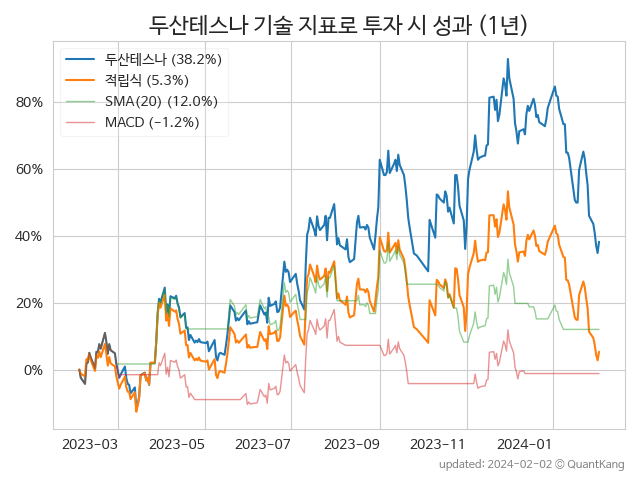 두산테스나 기술 지표로 투자 시 성과 (1년)
두산테스나 (38.2%)
적립식 (5.3%)
SMA(20) (12.0%)
MACD (-1.2%)
80%
60%
40%
20%
0%
2023-03 2023-05 2023-07 2023-09 2023-11 2024-01
updated: 2024-02-02 © QuantKang